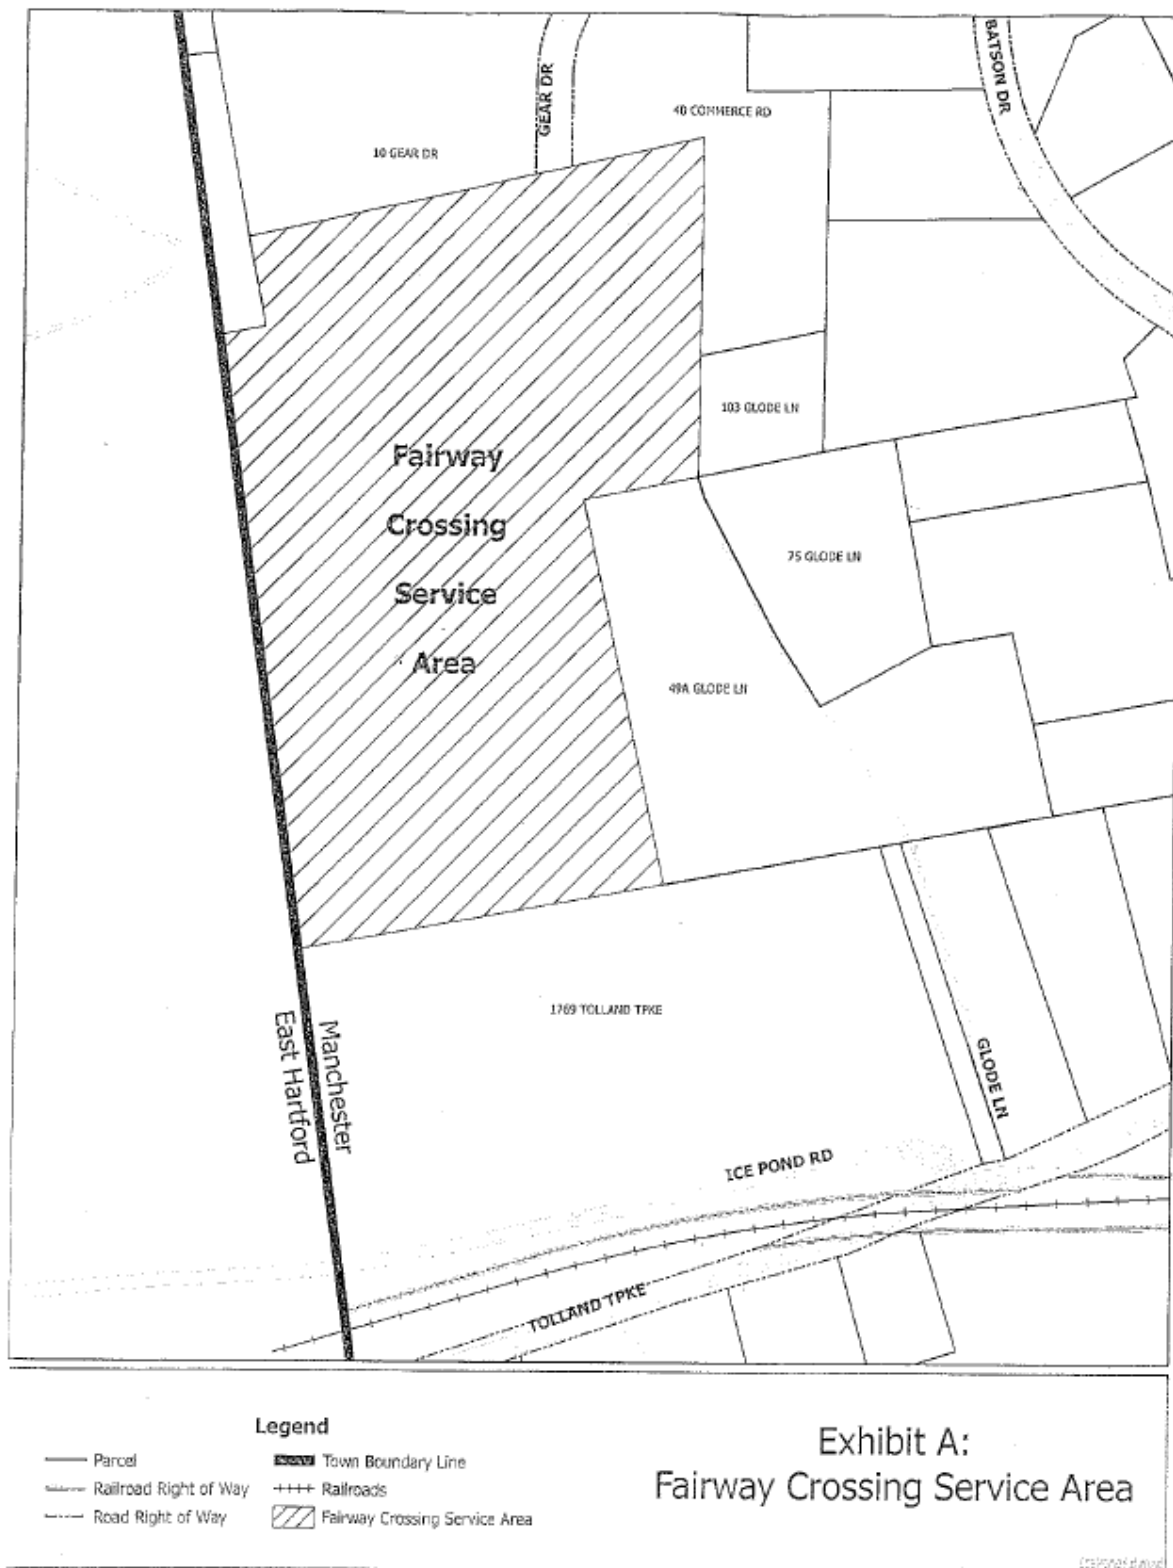 GEAR DR
BATSON DR
40 COMMERCE RD
10 GEAR DR
103 GLODE LN
Fairway
Crossing
Service
Area
75 GLODE LN
49A GLODE LN
1769 TOLLAND TPKE
East Hartford
Manchester
GLODE LN
ICE POND RD
TOLLAND TPKE
Legend
Parcel
Railroad Right of Way
Road Right of Way
Town Boundary Line
Railroads
Fairway Crossing Service Area
Exhibit A:
Fairway Crossing Service Area